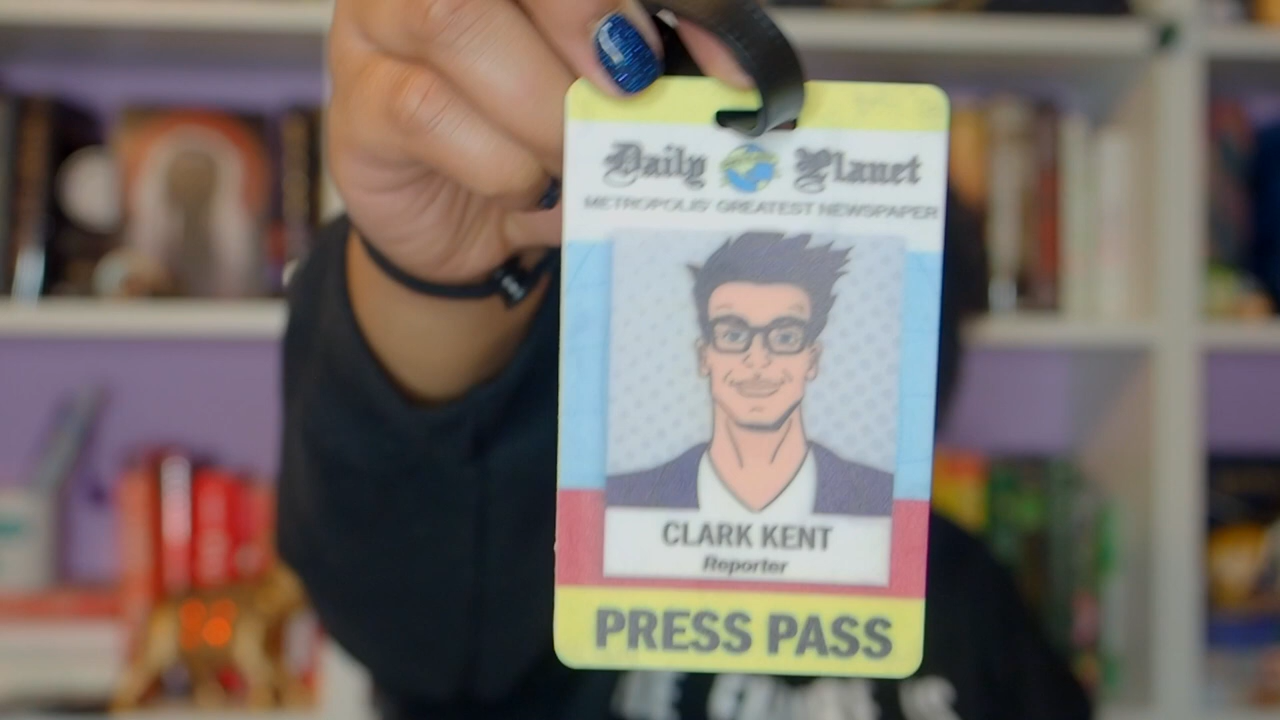 Daily Planet
METROPOLIS' GREATEST NEWSPAPER
CLARK KENT
Reporter
PRESS PASS